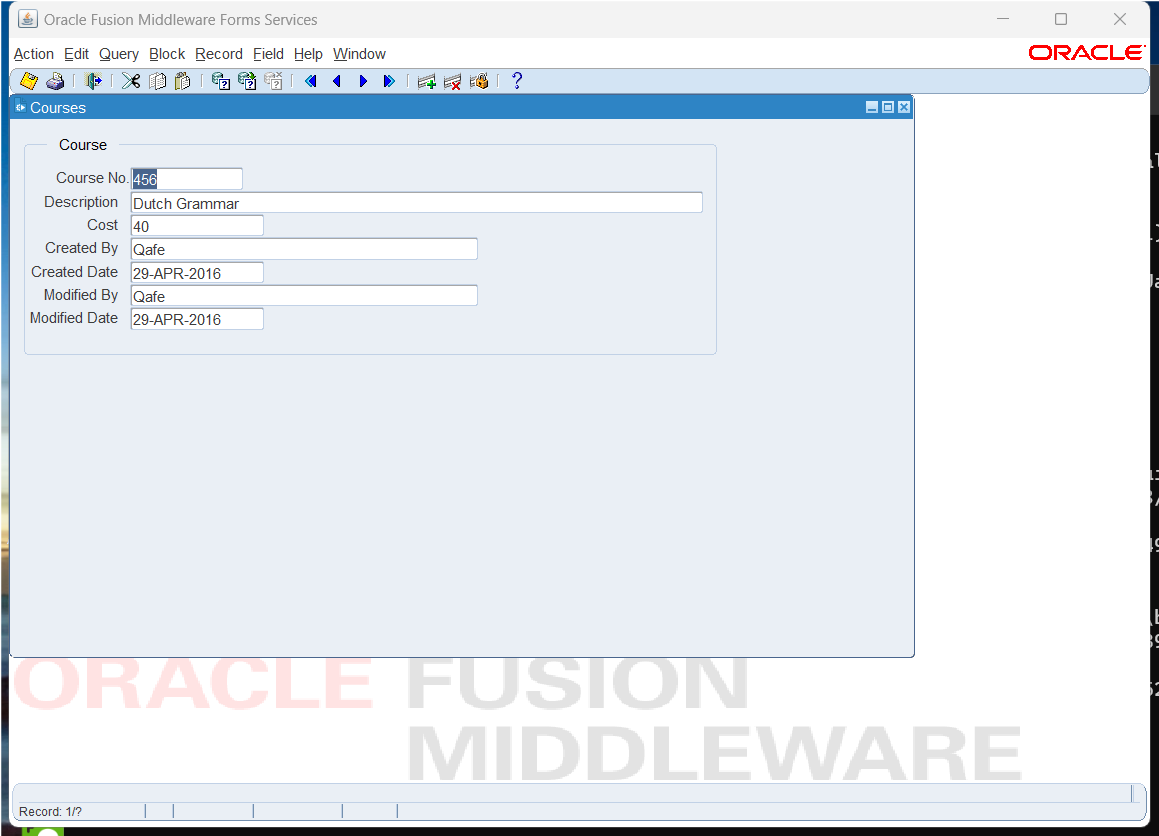 Oracle Fusion Middleware Forms Services
Action Edit Query Block Record Field Help Window
ORACLE
Courses
Course
Course No. 456
Description Dutch Grammar
Cost 40
Created By Qafe
Created Date 29-APR-2016
Modified By Qafe
Modified Date 29-APR-2016
ORACLE FUSION
MIDDLEWARE
Record: 1/?